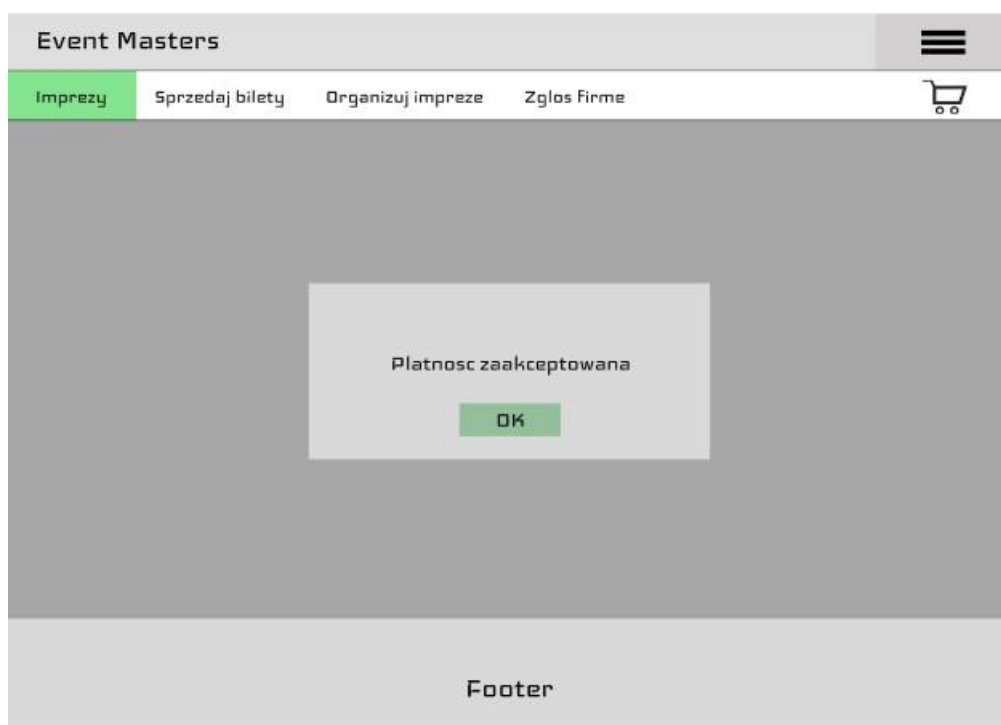 Event Masters
Imprezy Sprzedaj bilety Organizuj impreze Zglos Firme
Platnosc zaakceptowana
OK
Footer